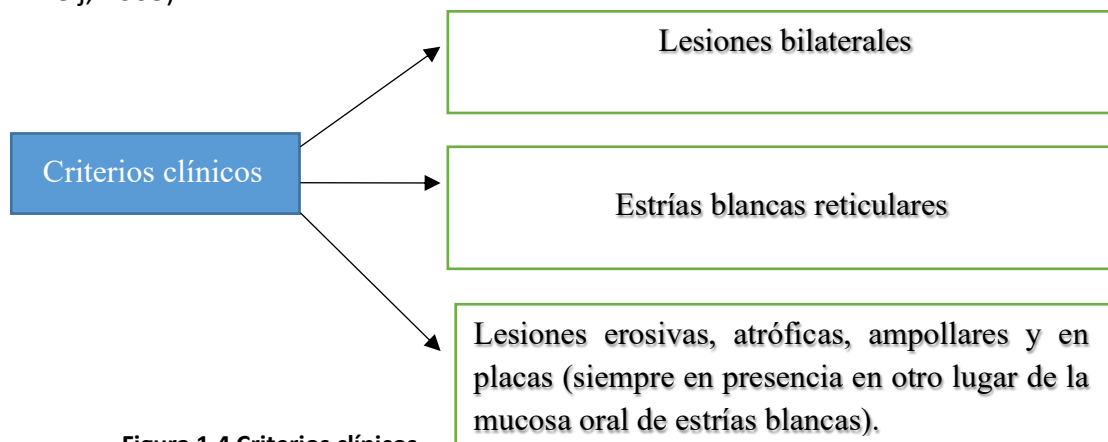 Lesiones bilaterales
Criterios clínicos
Estrías blancas reticulares
Lesiones erosivas, atróficas, ampollares y en
placas (siempre en presencia en otro lugar de la
mucosa oral de estrías blancas).
Figura 1-4 Criterios clínicos